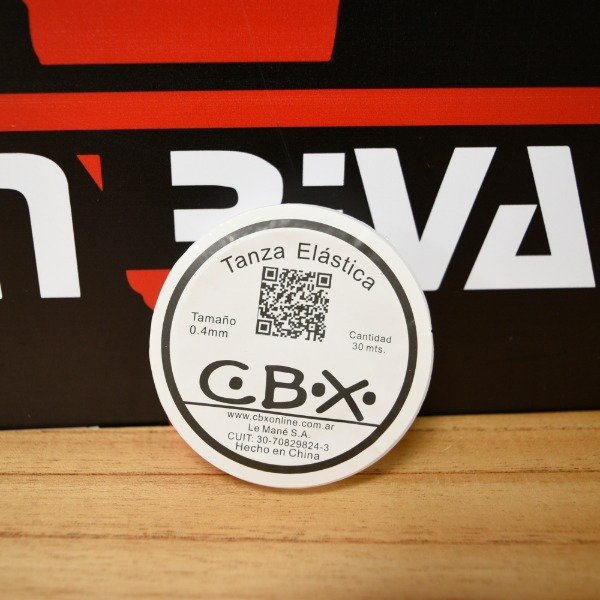 Tanza Elástica
Tamaño
0.4mm
Cantidad
30 mts.
C.B.X.
www.cbxonline.com.ar
Le Mané S.A.
CUIT: 30-70829824-3
Hecho en China